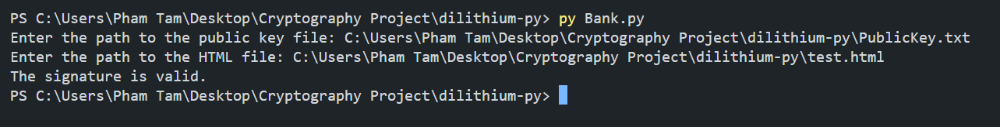 PS C:\Users\Pham Tam\Desktop\Cryptography Project\dilithium-py> py Bank.py
Enter the path to the public key file: C:\Users\Pham Tam\Desktop\Cryptography Project\dilithium-py\PublicKey.txt
Enter the path to the HTML file: C:\Users\Pham Tam\Desktop\Cryptography Project\dilithium-py\test.html
The signature is valid.
PS C:\Users\Pham Tam\Desktop\Cryptography Project\dilithium-py>